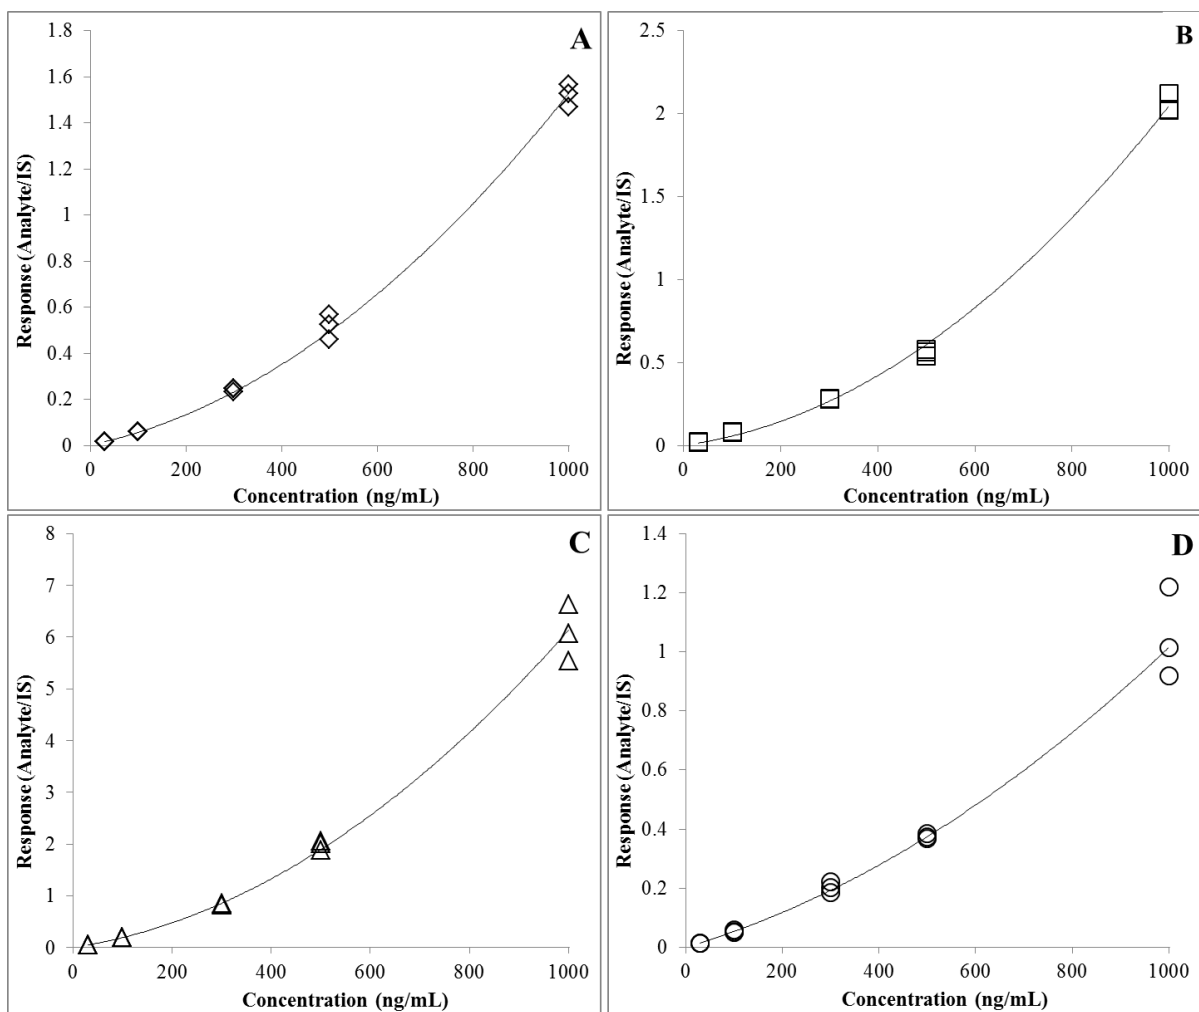 A
1.8
1.6
1.4
1.2
1
0.8
0.6
0.4
0.2
0
0 200 400 600 800 1000
Response (Analyte/IS)
Concentration (ng/mL)
B
2.5
2
1.5
1
0.5
0
0 200 400 600 800 1000
Response (Analyte/IS)
Concentration (ng/mL)
C
8
7
6
5
4
3
2
1
0
0 200 400 600 800 1000
Response (Analyte/IS)
Concentration (ng/mL)
D
1.4
1.2
1
0.8
0.6
0.4
0.2
0
0 200 400 600 800 1000
Response (Analyte/IS)
Concentration (ng/mL)